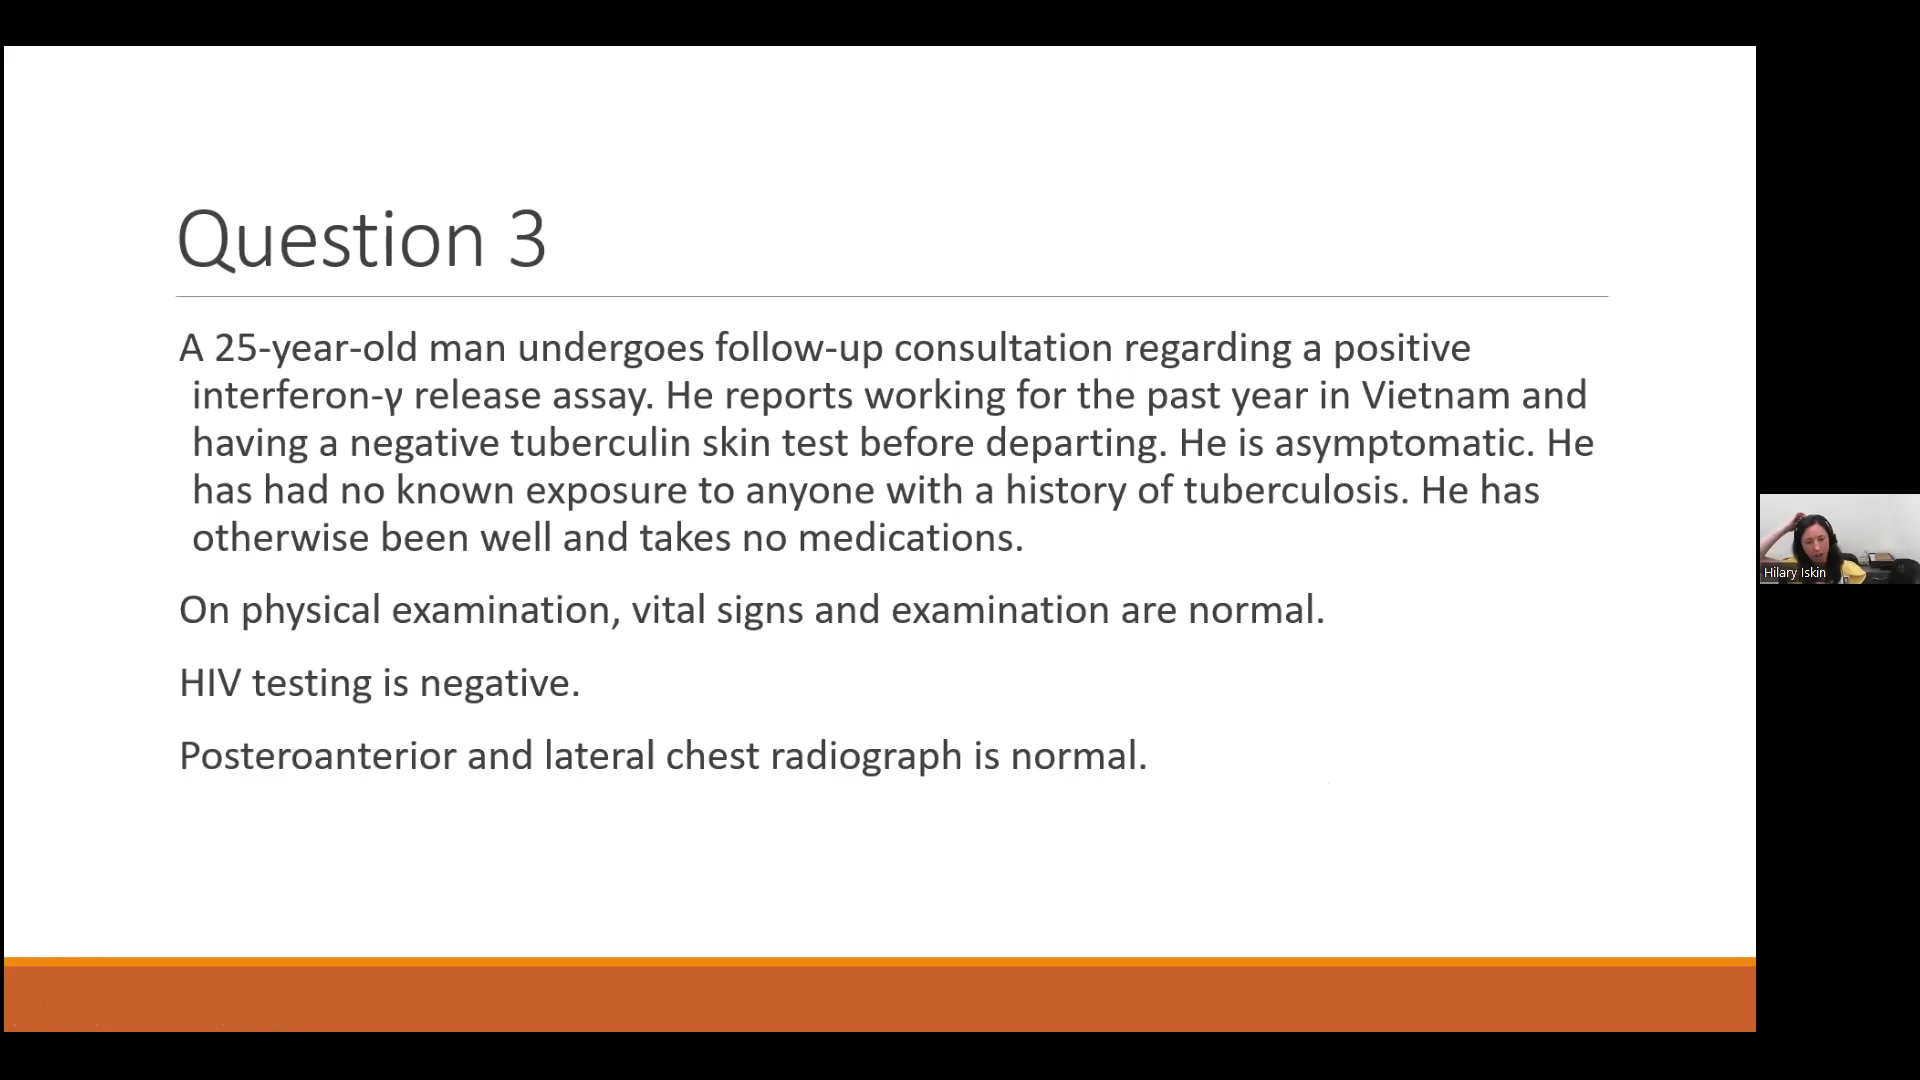 Question 3
A 25-year-old man undergoes follow-up consultation regarding a positive
interferon-γ release assay. He reports working for the past year in Vietnam and
having a negative tuberculin skin test before departing. He is asymptomatic. He
has had no known exposure to anyone with a history of tuberculosis. He has
otherwise been well and takes no medications.
On physical examination, vital signs and examination are normal.
HIV testing is negative.
Posteroanterior and lateral chest radiograph is normal.
Hilary Iskin